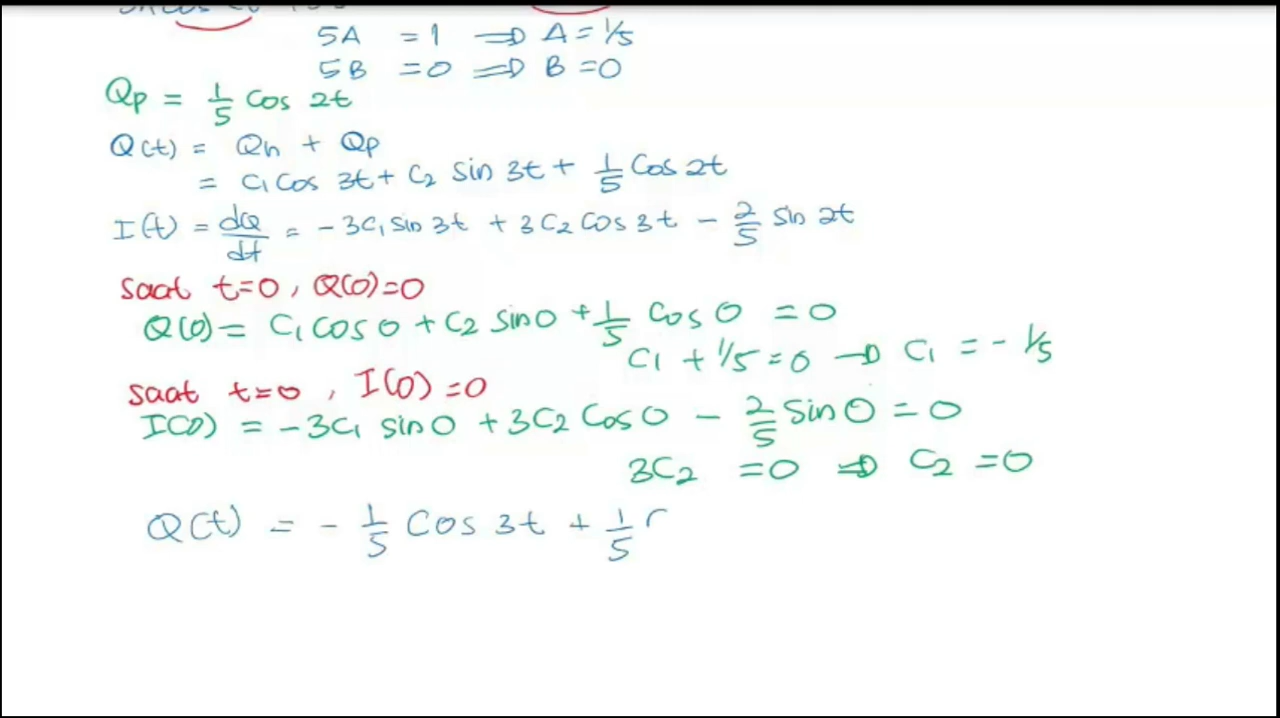 5A = 1 ⇒ A = 1/5
5B = 0 ⇒ B = 0
Qp = 1/5 Cos 2t
Q(t) = Qh + Qp
= C1 Cos 3t + C2 Sin 3t + 1/5 Cos 2t
I(t) = dQ/dt = -3C1 sin 3t + 3C2 Cos 3t - 2/5 sin 2t
saat t=0, Q(0)=0
Q(0) = C1 Cos 0 + C2 sin 0 + 1/5 Cos 0 = 0
C1 + 1/5 = 0 → C1 = - 1/5
saat t=0, I(0)=0
I(0) = -3C1 sin 0 + 3C2 Cos 0 - 2/5 Sin 0 = 0
3C2 = 0 ⇒ C2 = 0
Q(t) = - 1/5 Cos 3t + 1/5